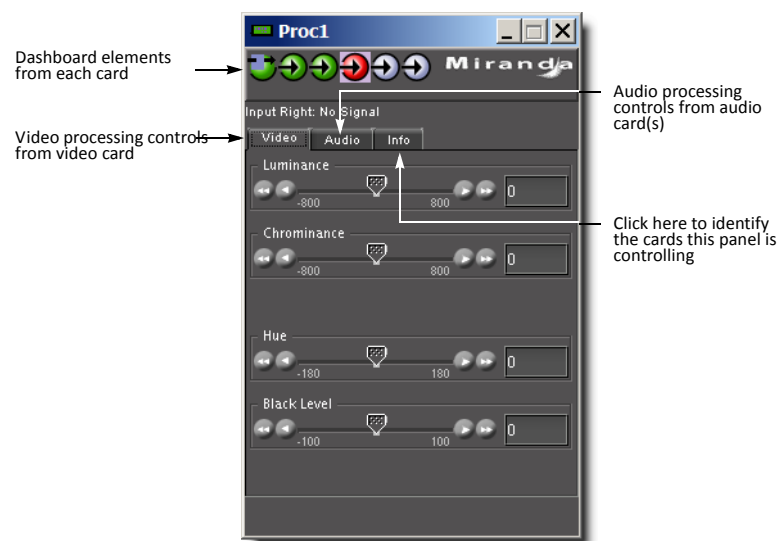 Proc1
Miranda
Dashboard elements
from each card
Input Right: No Signal
Audio processing
controls from audio
card(s)
Video processing controls
from video card
Video
Audio
Info
Luminance
-800
800
0
Click here to identify
the cards this panel is
controlling
Chrominance
-800
800
0
Hue
-180
180
0
Black Level
-100
100
0